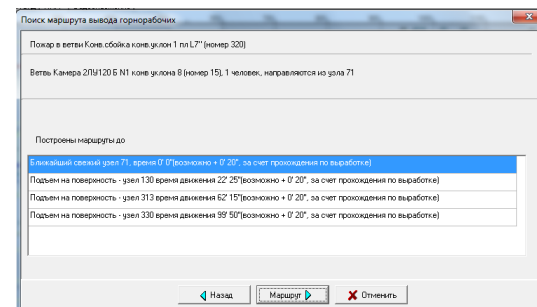 Поиск маршрута вывода горнорабочих
Пожар в ветви Конв.сбойка конв.уклон 1 пл L7'' (номер 320)
Ветвь Камера 2ЛУ120 Б N1 конв уклона 8 (номер 15), 1 человек, направляются из узла 71
Построены маршруты до
Ближайший свежий узел 71, время 0' 0''(возможно + 0' 20'', за счет прохождения по выработке)
Подъем на поверхность - узел 130 время движения 22' 25''(возможно + 0' 20'', за счет прохождения по выработке)
Подъем на поверхность - узел 313 время движения 62' 15''(возможно + 0' 20'', за счет прохождения по выработке)
Подъем на поверхность - узел 330 время движения 99' 50''(возможно + 0' 20'', за счет прохождения по выработке)
Назад Маршрут Отменить